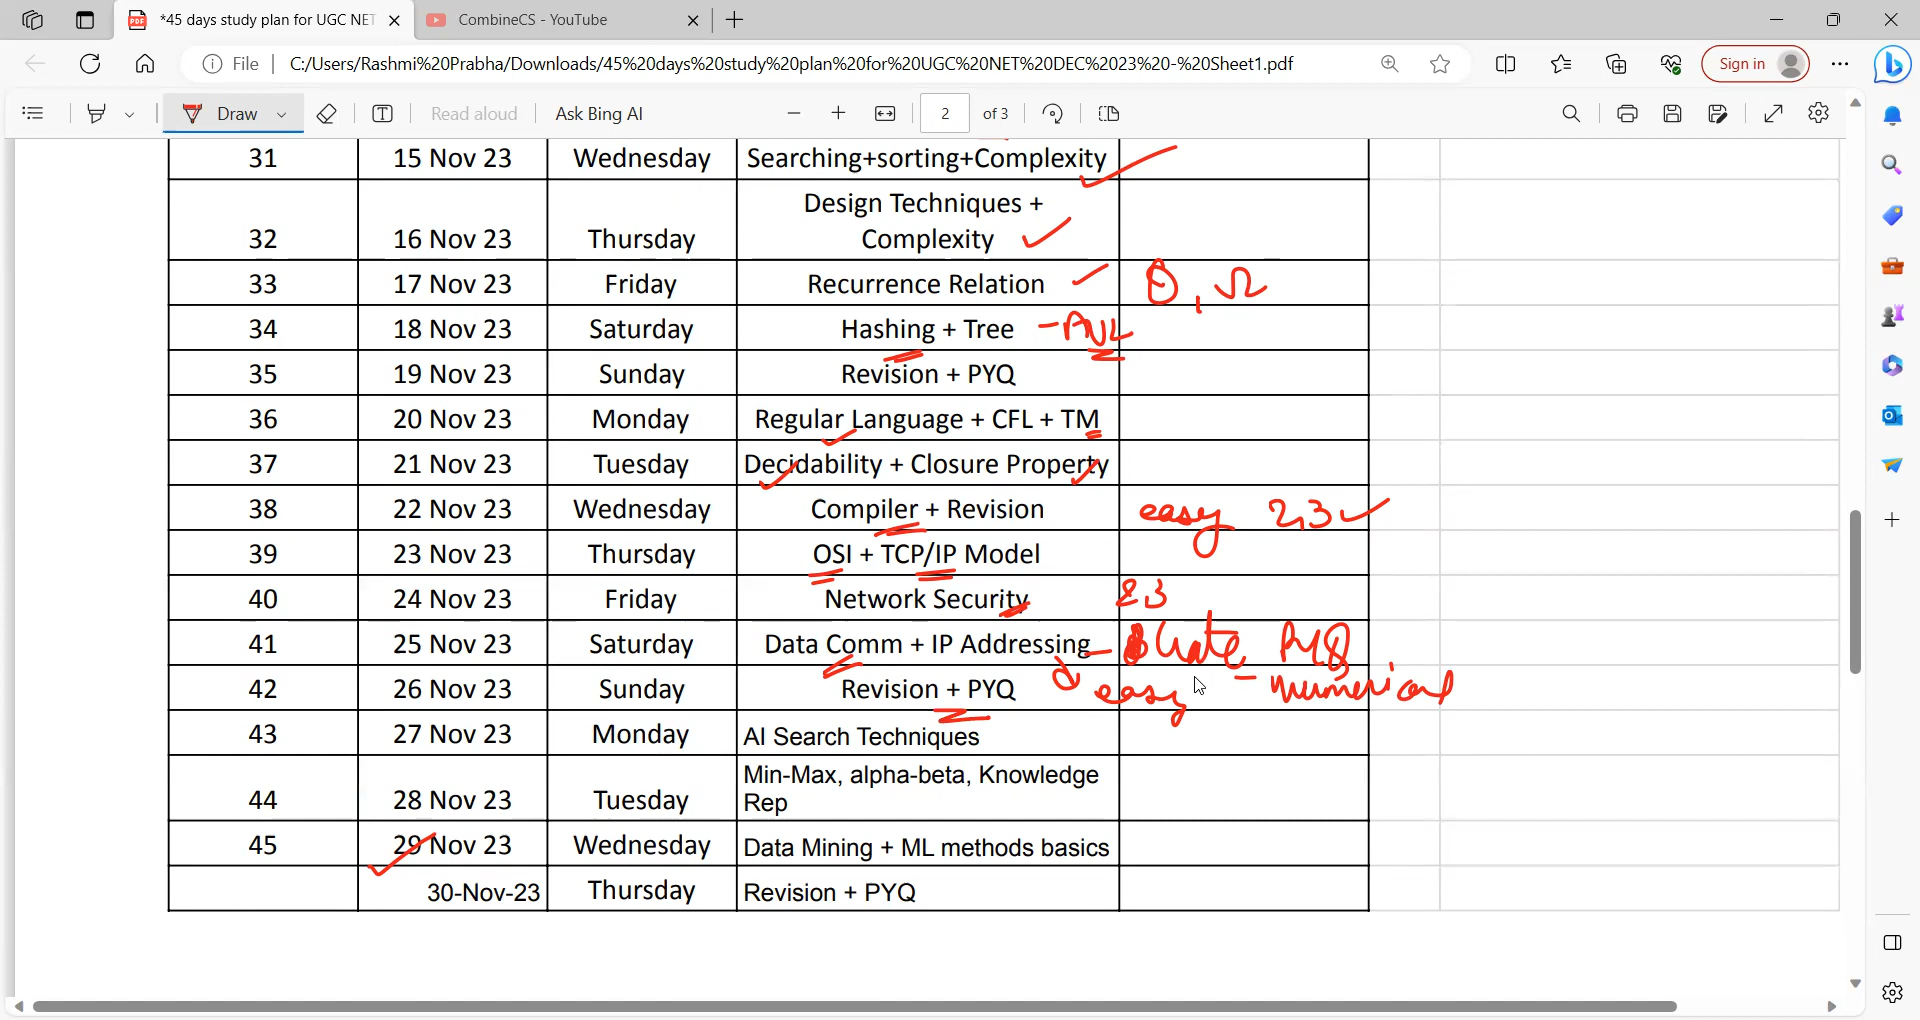 *45 days study plan for UGC NET
CombineCS - YouTube
File C:/Users/Rashmi%20Prabha/Downloads/45%20days%20study%20plan%20for%20UGC%20NET%20DEC%202023%20-%20Sheet1.pdf
Sign in
Draw Read aloud Ask Bing AI 2 of 3
31 15 Nov 23 Wednesday Searching+sorting+Complexity
Design Techniques +
32 16 Nov 23 Thursday Complexity
33 17 Nov 23 Friday Recurrence Relation θ, Ω
34 18 Nov 23 Saturday Hashing + Tree - AVL
35 19 Nov 23 Sunday Revision + PYQ
36 20 Nov 23 Monday Regular Language + CFL + TM
37 21 Nov 23 Tuesday Decidability + Closure Property
38 22 Nov 23 Wednesday Compiler + Revision easy 2,3
39 23 Nov 23 Thursday OSI + TCP/IP Model
40 24 Nov 23 Friday Network Security 2,3
41 25 Nov 23 Saturday Data Comm + IP Addressing - Gate PYQ
42 26 Nov 23 Sunday Revision + PYQ easy - numerical
43 27 Nov 23 Monday AI Search Techniques
Min-Max, alpha-beta, Knowledge
44 28 Nov 23 Tuesday Rep
45 29 Nov 23 Wednesday Data Mining + ML methods basics
30-Nov-23 Thursday Revision + PYQ